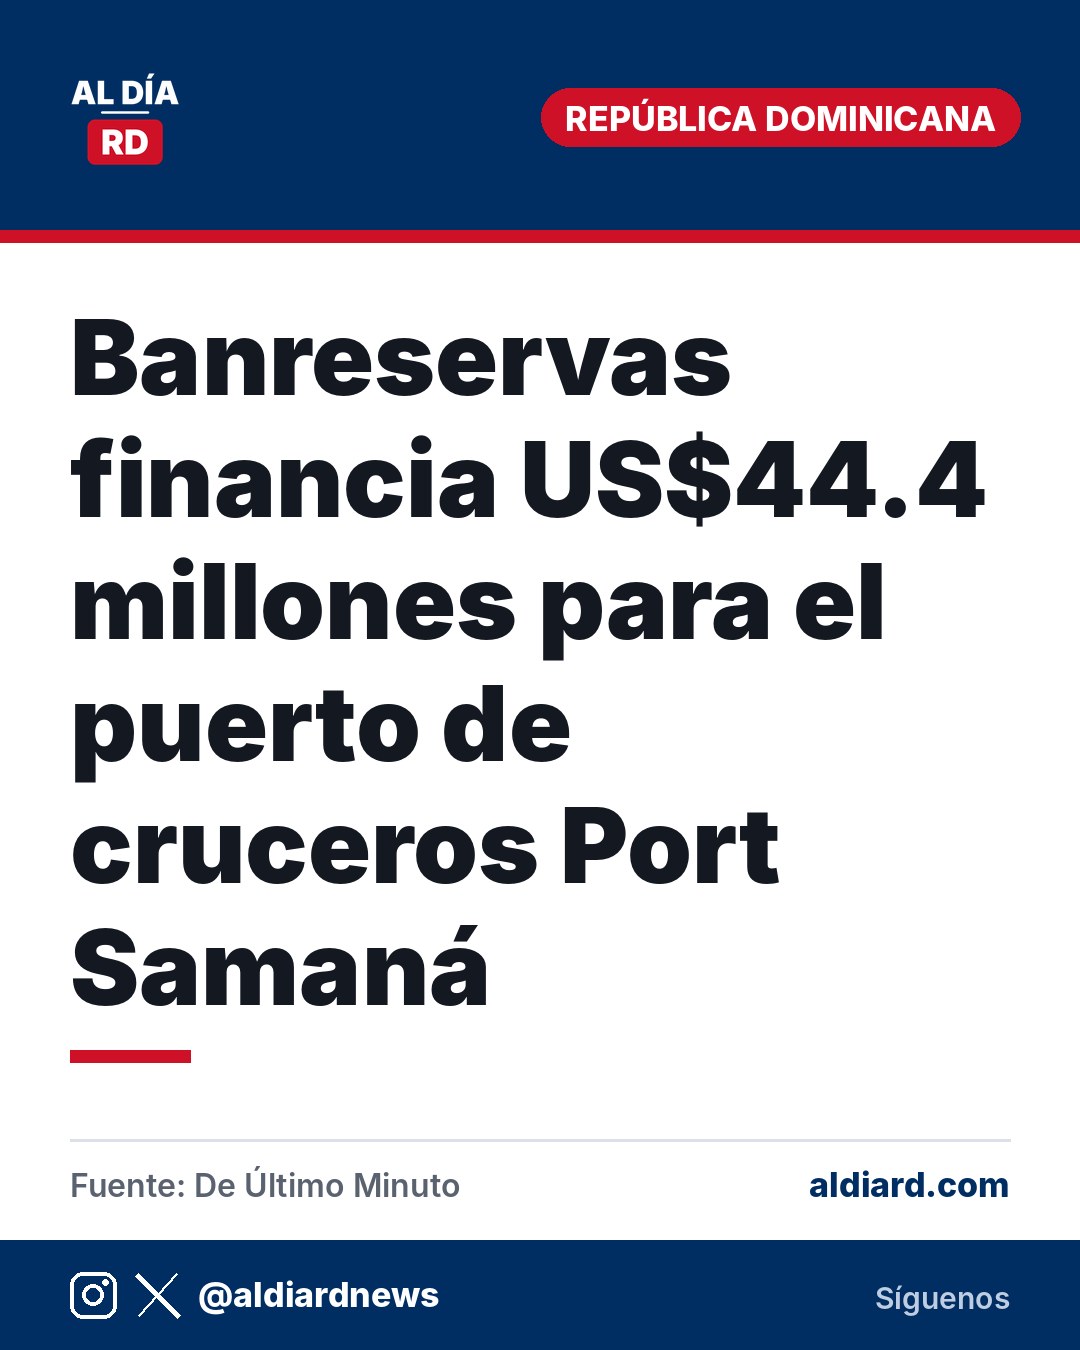 AL DÍA
RD
REPÚBLICA DOMINICANA
Banreservas
financia US$44.4
millones para el
puerto de
cruceros Port
Samaná
Fuente: De Último Minuto
aldiard.com
@aldiardnews
Síguenos